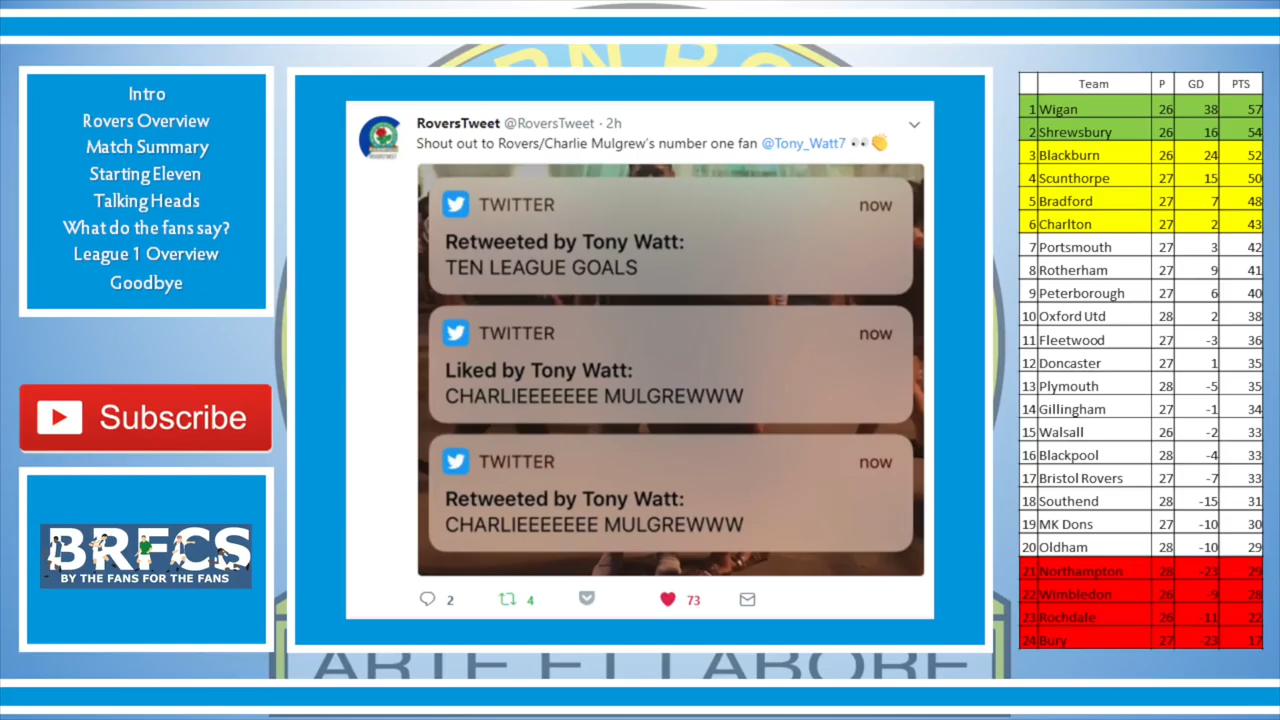 RN RO
Intro
Rovers Overview
Match Summary
Starting Eleven
Talking Heads
What do the fans say?
League 1 Overview
Goodbye
Subscribe
BRFCS
BY THE FANS FOR THE FANS
RoversTweet @RoversTweet · 2h
Shout out to Rovers/Charlie Mulgrew's number one fan @Tony_Watt7 👀👏
TWITTER now
Retweeted by Tony Watt:
TEN LEAGUE GOALS
TWITTER now
Liked by Tony Watt:
CHARLIEEEEEEE MULGREWWW
TWITTER now
Retweeted by Tony Watt:
CHARLIEEEEEEE MULGREWWW
2 4 73
ARTE ET LABORE
Team P GD PTS
1 Wigan 26 38 57
2 Shrewsbury 26 16 54
3 Blackburn 26 24 52
4 Scunthorpe 27 15 50
5 Bradford 27 7 48
6 Charlton 27 2 43
7 Portsmouth 27 3 42
8 Rotherham 27 9 41
9 Peterborough 27 6 40
10 Oxford Utd 28 2 38
11 Fleetwood 27 -3 36
12 Doncaster 27 1 35
13 Plymouth 28 -5 35
14 Gillingham 27 -1 34
15 Walsall 26 -2 33
16 Blackpool 28 -4 33
17 Bristol Rovers 27 -7 33
18 Southend 28 -15 31
19 MK Dons 27 -10 30
20 Oldham 28 -10 29
21 Northampton 28 -23 29
22 Wimbledon 26 -9 28
23 Rochdale 26 -11 22
24 Bury 27 -23 17